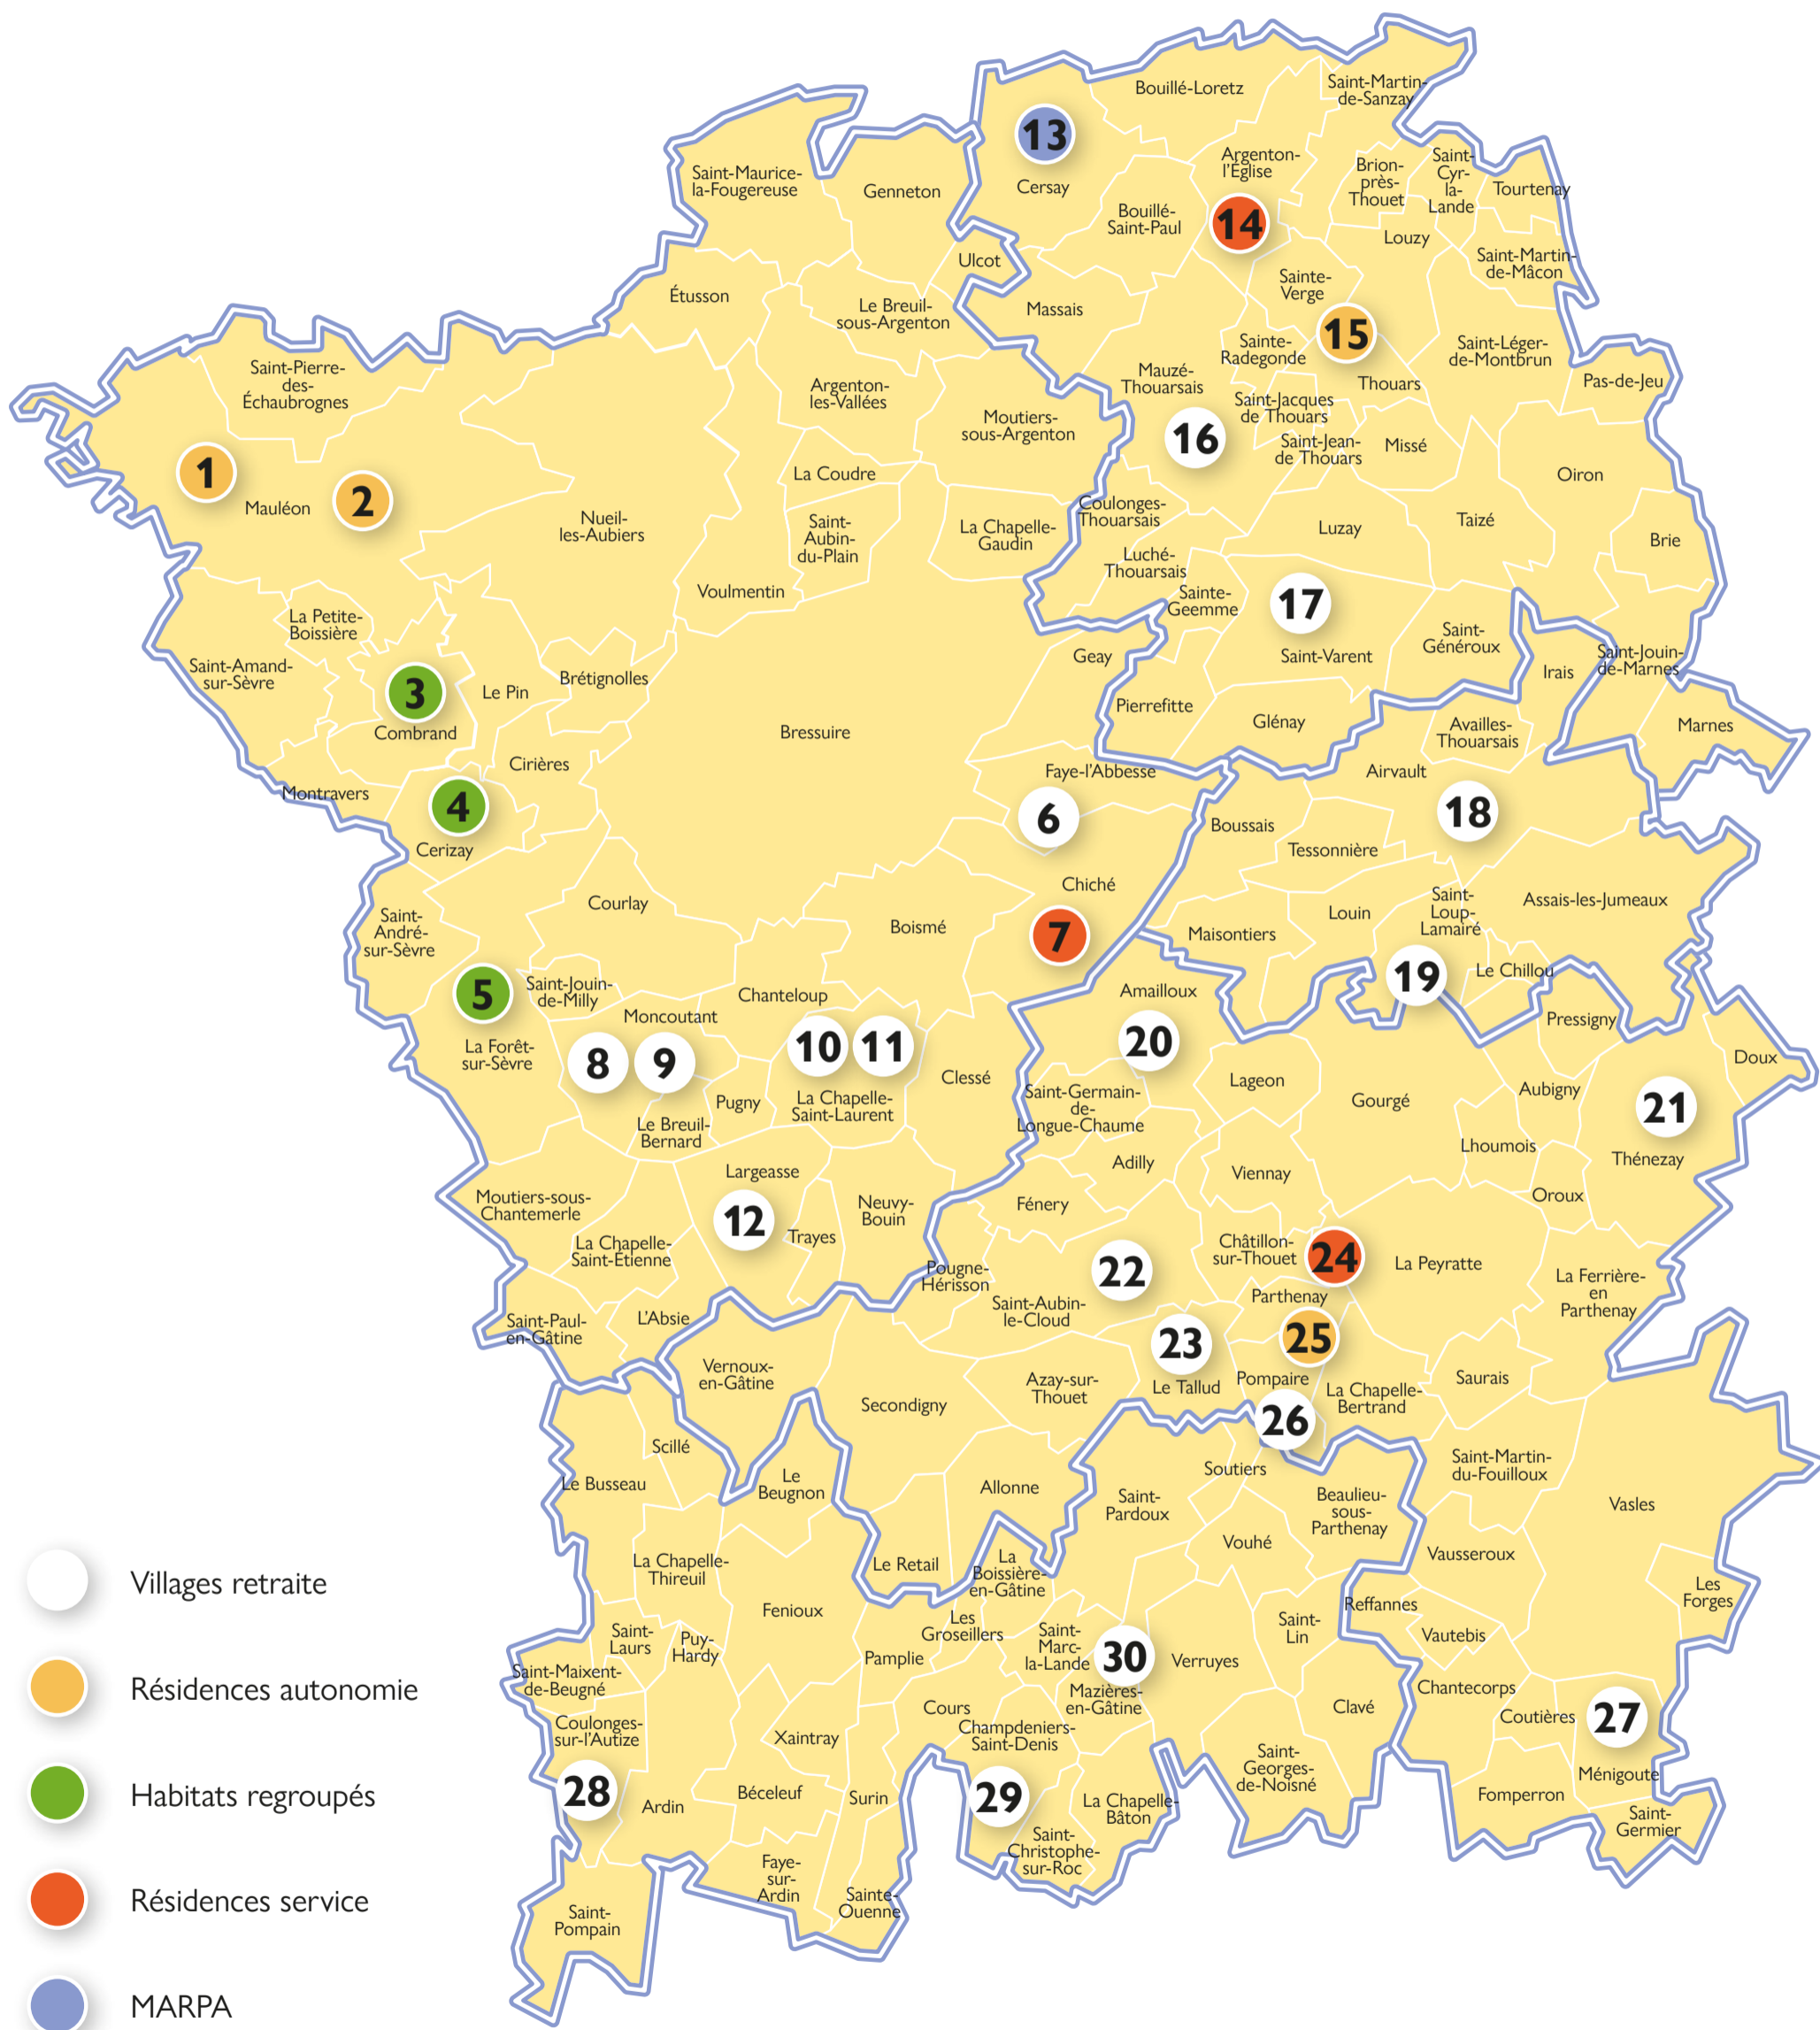 Bouillé-Loretz
Saint-Martin-
de-Sanzay
13
Cersay
Saint-Maurice-
la-Fougereuse
Genneton
Argenton-
l'Église
Brion-
près-
Thouet
Saint-
Cyr-
la-
Lande
Tourtenay
Bouillé-
Saint-Paul
14
Louzy
Ulcot
Saint-Martin-
de-Mâcon
Étusson
Sainte-
Verge
Le Breuil-
sous-Argenton
Massais
15
Sainte-
Radegonde
Saint-Léger-
de-Montbrun
Saint-Pierre-
des-
Échaubrognes
Argenton-
les-Vallées
Mauzé-
Thouarsais
Thouars
Pas-de-Jeu
Moutiers-
sous-Argenton
Saint-Jacques
de Thouars
16
Saint-Jean-
de Thouars
Missé
1
La Coudre
Oiron
2
Mauléon
Nueil-
les-Aubiers
Saint-
Aubin-
du-Plain
La Chapelle-
Gaudin
Coulonges-
Thouarsais
Luzay
Taizé
Brie
Luché-
Thouarsais
Voulmentin
Sainte-
Geemme
17
La Petite-
Boissière
Saint-
Généroux
Saint-Amand-
sur-Sèvre
Geay
Saint-Varent
Irais
Saint-Jouin-
de-Marnes
3
Le Pin
Brétignolles
Combrand
Bressuire
Pierrefitte
Glénay
Availles-
Thouarsais
Marnes
Cirières
Faye-l'Abbesse
Airvault
Montravers
4
6
18
Cerizay
Boussais
Tessonnière
Chiché
Courlay
Saint-
André-
sur-Sèvre
Boismé
7
Maisontiers
Louin
Saint-
Loup-
Lamairé
Assais-les-Jumeaux
19
Le Chillou
5
Saint-Jouin-
de-Milly
Chanteloup
Amailloux
Moncoutant
Pressigny
La Forêt-
sur-Sèvre
8
9
10
11
20
Doux
Clessé
Lageon
Aubigny
Pugny
La Chapelle-
Saint-Laurent
Saint-Germain-
de-
Longue-Chaume
Gourgé
21
Le Breuil-
Bernard
Lhoumois
Thénezay
Largeasse
Adilly
Viennay
Moutiers-sous-
Chantemerle
Neuvy-
Bouin
Fénery
Oroux
12
Trayes
La Chapelle-
Saint-Étienne
Châtillon-
sur-Thouet
24
La Peyratte
Pougne-
Hérisson
22
La Ferrière-
en
Parthenay
Saint-Aubin-
le-Cloud
Parthenay
Saint-Paul-
en-Gâtine
L'Absie
23
25
Vernoux-
en-Gâtine
Azay-sur-
Thouet
Le Tallud
Pompaire
Saurais
La Chapelle-
Bertrand
Secondigny
26
Scillé
Le Busseau
Le
Beugnon
Allonne
Soutiers
Saint-Martin-
du-Fouilloux
Saint-
Pardoux
Beaulieu-
sous-
Parthenay
Vasles
Vouhé
Vausseroux
La Chapelle-
Thireuil
Le Retail
La
Boissière-
en-Gâtine
Les
Forges
Fenioux
Reffannes
Les
Groseillers
Saint-
Laurs
Puy-
Hardy
Saint-
Marc-
la-Lande
Saint-
Lin
Vautebis
Pamplie
30
Verruyes
Saint-Maixent-
de-Beugné
Chantecorps
Mazières-
en-Gâtine
Cours
Clavé
Coutières
27
Coulonges-
sur-l'Autize
Xaintray
Champdeniers-
Saint-Denis
Saint-
Georges-
de-Noisné
Ménigoute
28
Ardin
Béceleuf
Surin
29
La Chapelle-
Bâton
Fomperron
Saint-
Germier
Saint-
Christophe-
sur-Roc
Faye-
sur-
Ardin
Sainte-
Ouenne
Saint-
Pompain
Villages retraite
Résidences autonomie
Habitats regroupés
Résidences service
MARPA